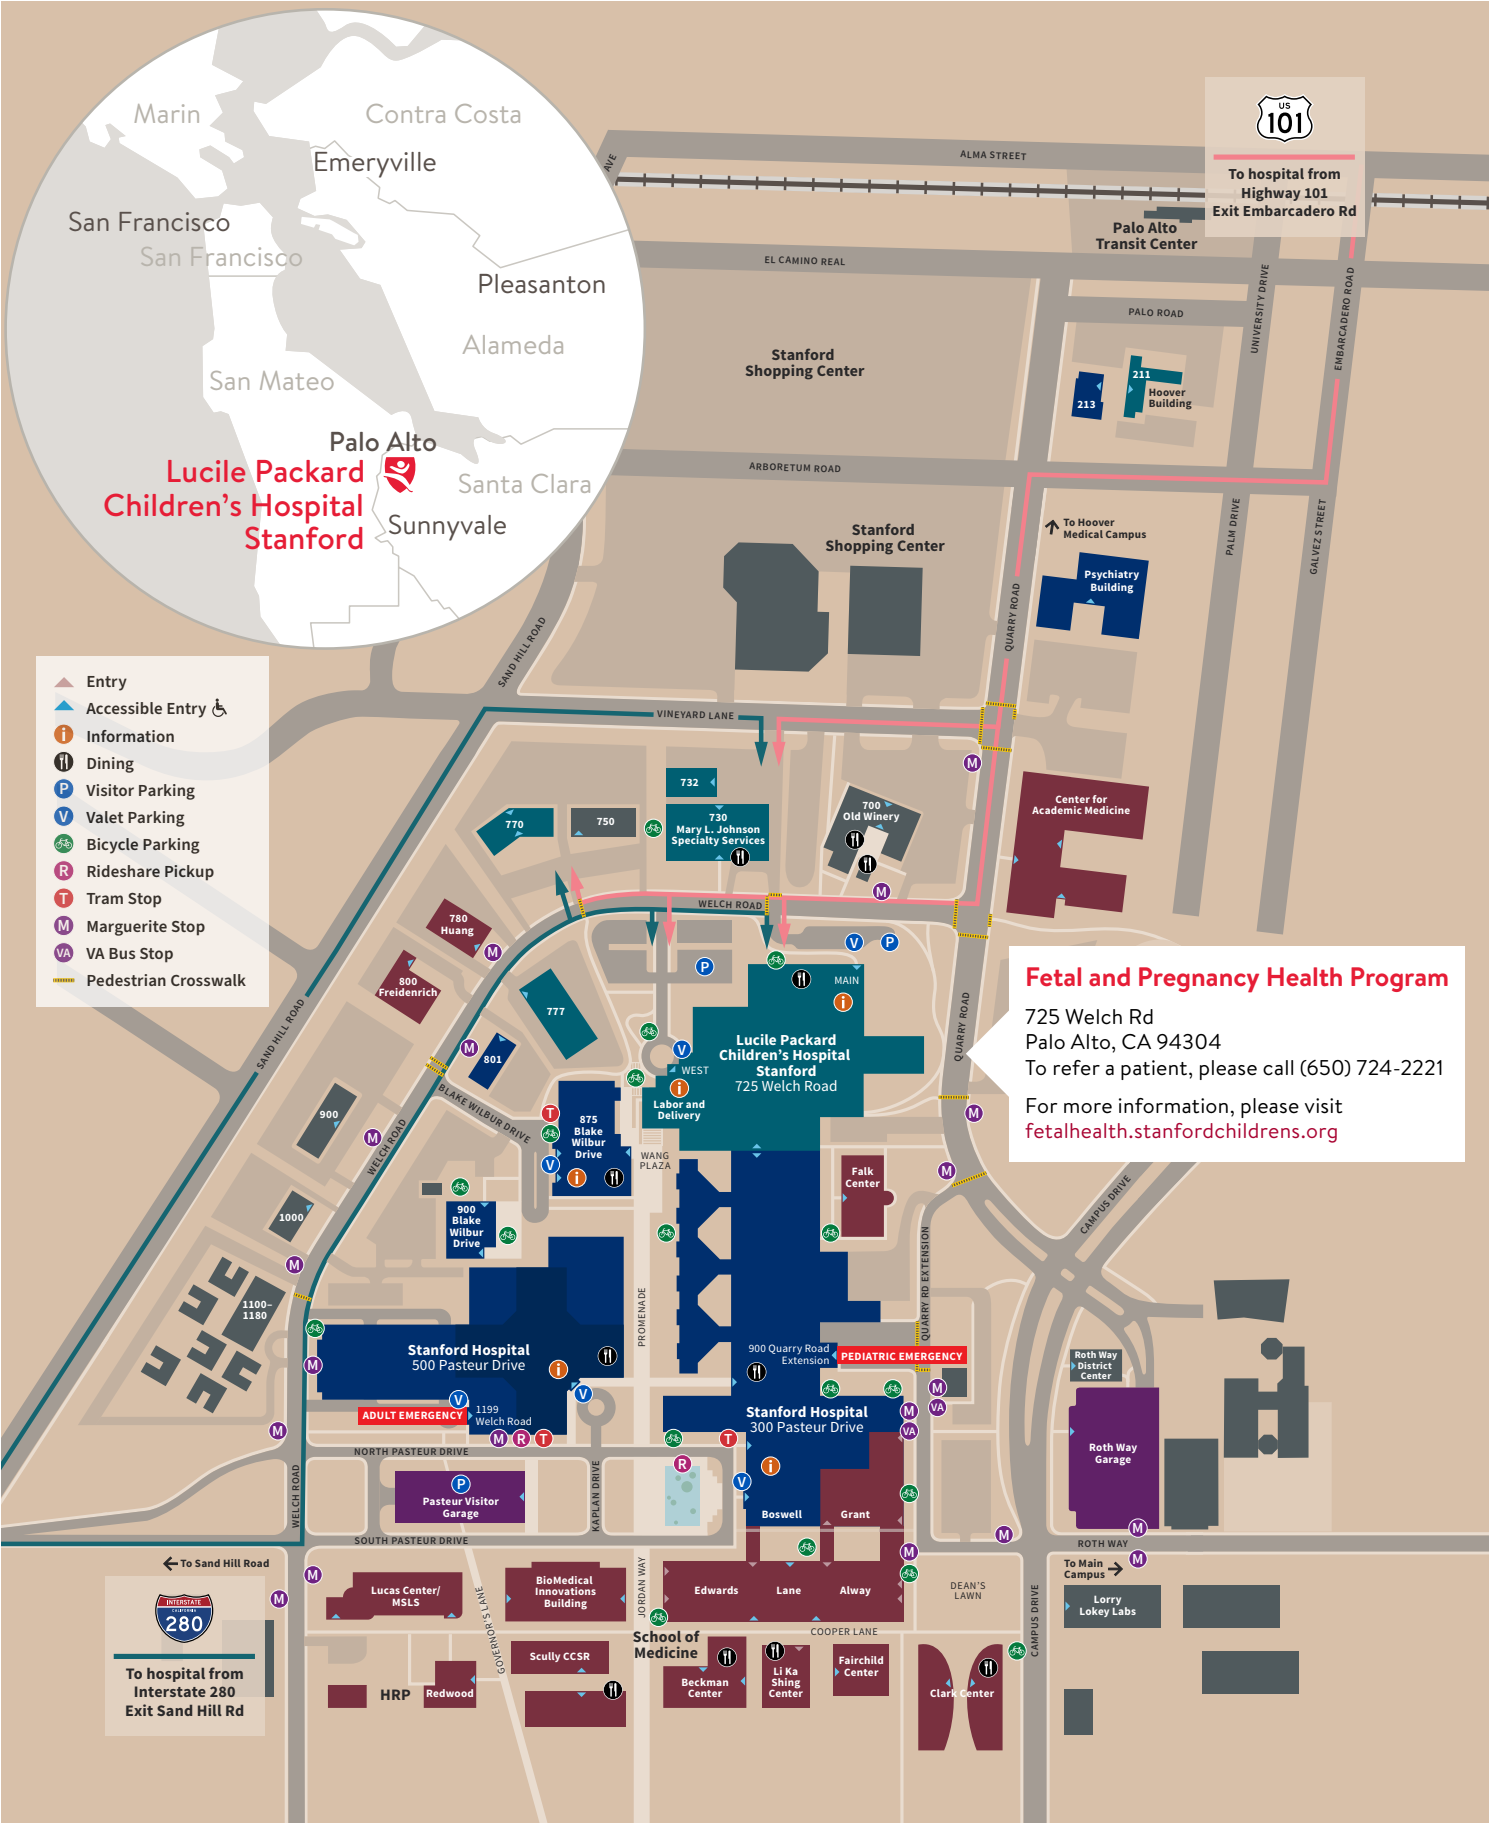 Marin
Contra Costa
Emeryville
San Francisco
San Francisco
Pleasanton
Alameda
San Mateo
Palo Alto
Lucile Packard
Children's Hospital
Stanford
Santa Clara
Sunnyvale
US
101
To hospital from
Highway 101
Exit Embarcadero Rd
AVE
ALMA STREET
Palo Alto
Transit Center
EL CAMINO REAL
UNIVERSITY DRIVE
EMBARCADERO ROAD
PALO ROAD
Stanford
Shopping Center
211
213
Hoover
Building
ARBORETUM ROAD
Stanford
Shopping Center
To Hoover
Medical Campus
PALM DRIVE
GALVEZ STREET
Psychiatry
Building
QUARRY ROAD
SAND HILL ROAD
Entry
Accessible Entry
i Information
Dining
P Visitor Parking
V Valet Parking
Bicycle Parking
R Rideshare Pickup
T Tram Stop
M Marguerite Stop
VA VA Bus Stop
Pedestrian Crosswalk
VINEYARD LANE
M
732
770
750
730
Mary L. Johnson
Specialty Services
700
Old Winery
Center for
Academic Medicine
M
WELCH ROAD
780
Huang
M
800
Freidenrich
V
P
P
777
MAIN
i
Fetal and Pregnancy Health Program
725 Welch Rd
Palo Alto, CA 94304
To refer a patient, please call (650) 724-2221
For more information, please visit
fetalhealth.stanfordchildrens.org
SAND HILL ROAD
QUARRY ROAD
M
801
V
WEST
i
Labor and
Delivery
Lucile Packard
Children's Hospital
Stanford
725 Welch Road
BLAKE WILBUR DRIVE
900
M
WELCH ROAD
T
V
875
Blake
Wilbur
Drive
i
WANG
PLAZA
M
M
Falk
Center
CAMPUS DRIVE
1000
900
Blake
Wilbur
Drive
M
1100–
1180
PROMENADE
QUARRY RD EXTENSION
M
Stanford Hospital
500 Pasteur Drive
i
V
V
900 Quarry Road
Extension
PEDIATRIC EMERGENCY
Roth Way
District
Center
M
VA
ADULT EMERGENCY
1199
Welch Road
M
R
T
M
Stanford Hospital
300 Pasteur Drive
M
VA
T
NORTH PASTEUR DRIVE
R
i
V
Roth Way
Garage
WELCH ROAD
P
Pasteur Visitor
Garage
KAPLAN DRIVE
Boswell
Grant
M
M
SOUTH PASTEUR DRIVE
ROTH WAY
To Sand Hill Road
M
To Main
Campus
M
M
M
INTERSTATE
CALIFORNIA
280
To hospital from
Interstate 280
Exit Sand Hill Rd
Lucas Center/
MSLS
GOVERNOR'S LANE
BioMedical
Innovations
Building
JORDAN WAY
Edwards
Lane
Alway
DEAN'S
LAWN
CAMPUS DRIVE
Lorry
Lokey Labs
COOPER LANE
School of
Medicine
Scully CCSR
HRP
Redwood
Beckman
Center
Li Ka
Shing
Center
Fairchild
Center
Clark Center